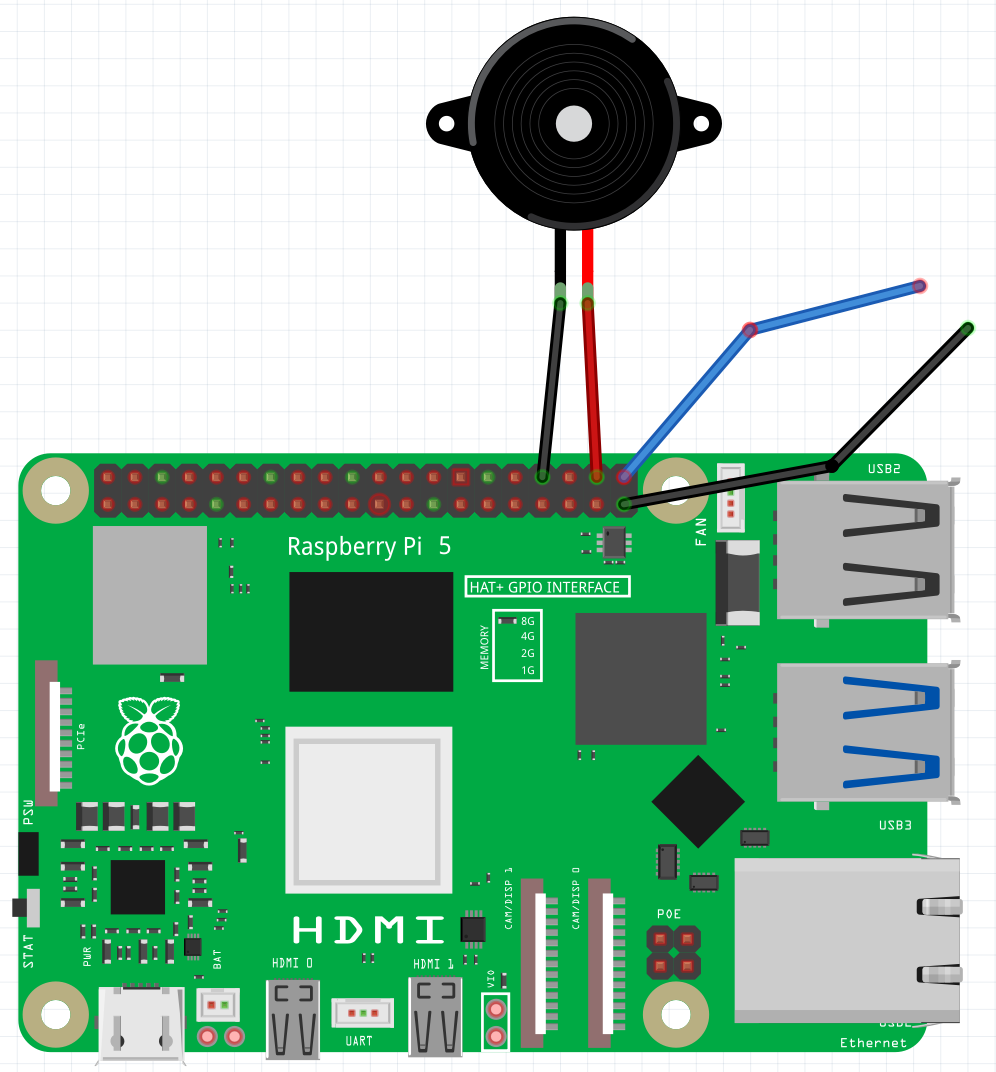 USB2
FAN
Raspberry Pi 5
HAT+ GPIO INTERFACE
MEMORY
8G
4G
2G
1G
PCIe
PSW
USB3
CAM/DISP 1
CAM/DISP 0
POE
HDMI
STAT
PWR
BAT
HDMI 0
HDMI 1
VIO
UART
Ethernet